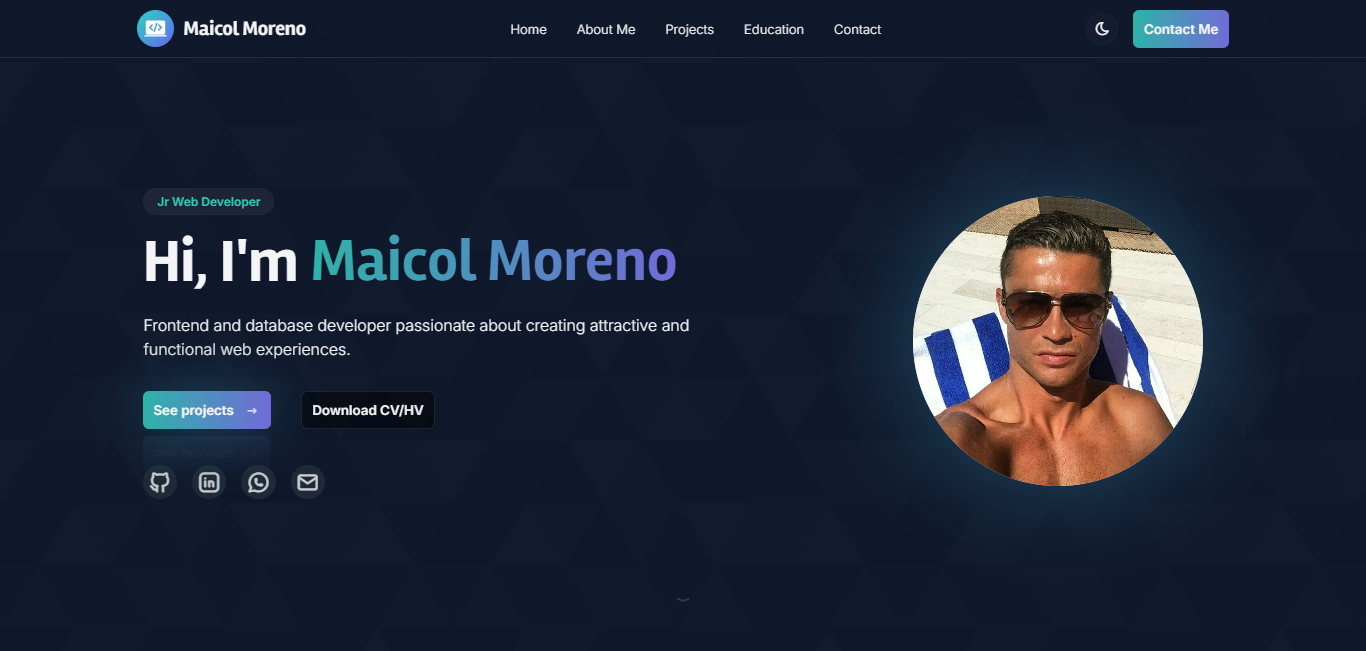 Maicol Moreno
Home
About Me
Projects
Education
Contact
Contact Me
Jr Web Developer
Hi, I'm Maicol Moreno
Frontend and database developer passionate about creating attractive and
functional web experiences.
See projects →
Download CV/HV